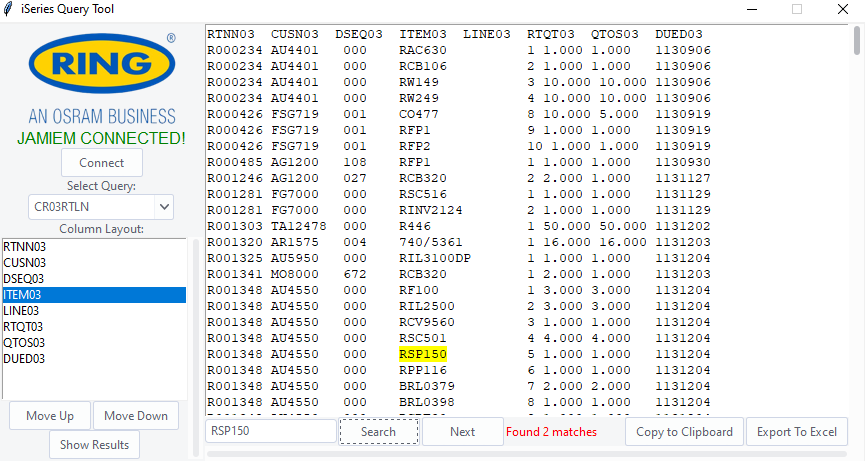 iSeries Query Tool
RING
®
AN OSRAM BUSINESS
JAMIEM CONNECTED!
Connect
Select Query:
CR03RTLN
Column Layout:
RTNN03
CUSN03
DSEQ03
ITEM03
LINE03
RTQT03
QTOS03
DUED03
Move Up Move Down
Show Results
RTNN03 CUSN03 DSEQ03 ITEM03 LINE03 RTQT03 QTOS03 DUED03
R000234 AU4401 000 RAC630 1 1.000 1.000 1130906
R000234 AU4401 000 RCB106 2 1.000 1.000 1130906
R000234 AU4401 000 RW149 3 10.000 10.000 1130906
R000234 AU4401 000 RW249 4 10.000 10.000 1130906
R000426 FSG719 001 CO477 8 10.000 5.000 1130919
R000426 FSG719 001 RFP1 9 1.000 1.000 1130919
R000426 FSG719 001 RFP2 10 1.000 1.000 1130919
R000485 AG1200 108 RFP1 1 1.000 1.000 1130930
R001246 AG1200 027 RCB320 2 2.000 2.000 1131127
R001281 FG7000 000 RSC516 1 1.000 1.000 1131129
R001281 FG7000 000 RINV2124 2 1.000 1.000 1131129
R001303 TA12478 000 R446 1 50.000 50.000 1131202
R001320 AR1575 004 740/5361 1 16.000 16.000 1131203
R001325 AU5950 000 RIL3100DP 1 1.000 1.000 1131204
R001341 MO8000 672 RCB320 1 2.000 1.000 1131203
R001348 AU4550 000 RF100 1 3.000 3.000 1131204
R001348 AU4550 000 RIL2500 2 3.000 3.000 1131204
R001348 AU4550 000 RCV9560 3 1.000 1.000 1131204
R001348 AU4550 000 RSC501 4 4.000 4.000 1131204
R001348 AU4550 000 RSP150 5 1.000 1.000 1131204
R001348 AU4550 000 RPP116 6 1.000 1.000 1131204
R001348 AU4550 000 BRL0379 7 2.000 2.000 1131204
R001348 AU4550 000 BRL0398 8 1.000 1.000 1131204
RSP150 Search Next Found 2 matches Copy to Clipboard Export To Excel